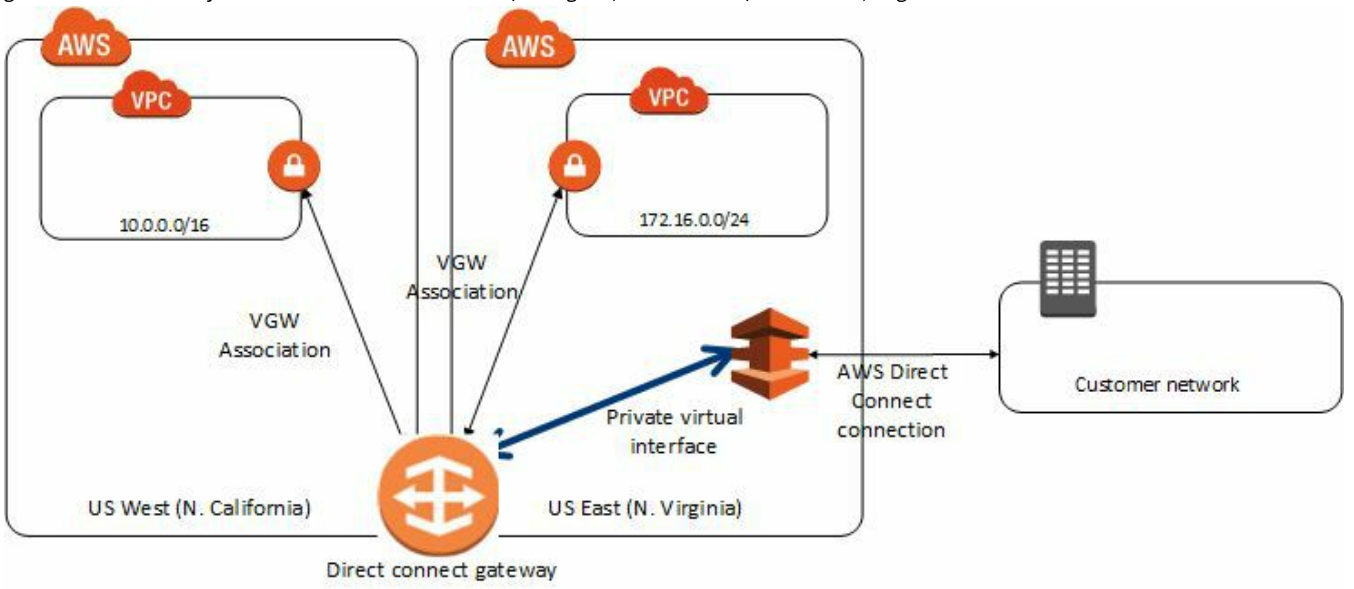 AWS
AWS
VPC
VPC
10.0.0.0/16
172.16.0.0/24
VGW
Association
VGW
Association
AWS Direct
Connect
connection
Customer network
Private virtual
interface
US West (N. California)
US East (N. Virginia)
Direct connect gateway